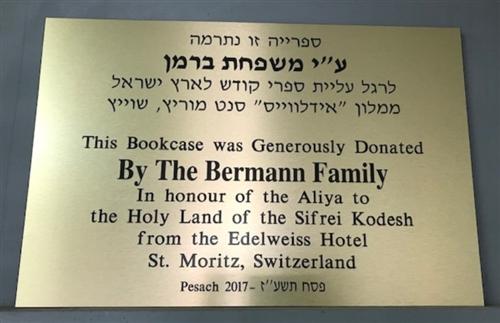 ספרייה זו נתרמה
ע״י משפחת ברמן
לרגל עליית ספרי קודש לארץ ישראל
ממלון ״אידלווייס״ סנט מוריץ, שוייץ
This Bookcase was Generously Donated
By The Bermann Family
In honour of the Aliya to
the Holy Land of the Sifrei Kodesh
from the Edelweiss Hotel
St. Moritz, Switzerland
Pesach 2017- פסח תשע״ז